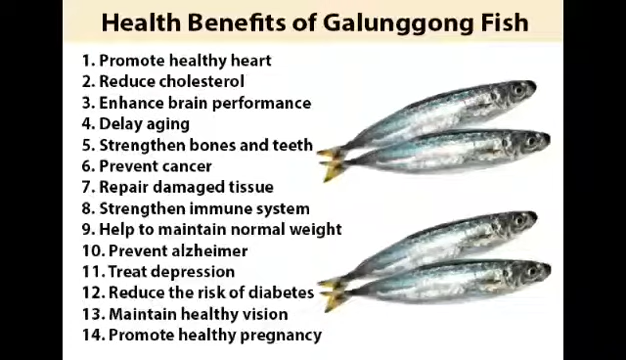 Health Benefits of Galunggong Fish
1. Promote healthy heart
2. Reduce cholesterol
3. Enhance brain performance
4. Delay aging
5. Strengthen bones and teeth
6. Prevent cancer
7. Repair damaged tissue
8. Strengthen immune system
9. Help to maintain normal weight
10. Prevent alzheimer
11. Treat depression
12. Reduce the risk of diabetes
13. Maintain healthy vision
14. Promote healthy pregnancy